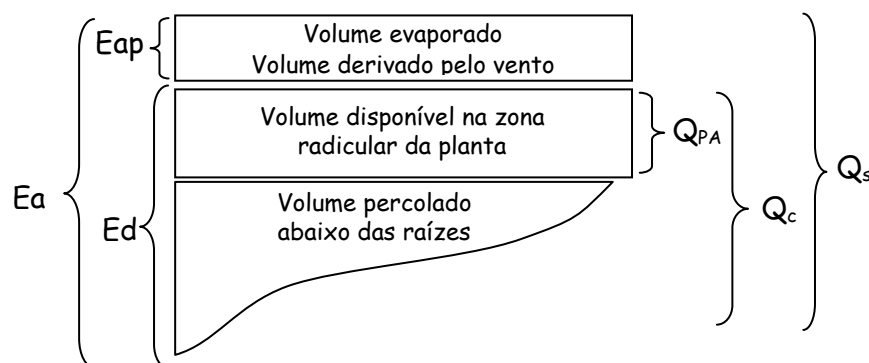 Eap
Volume evaporado
Volume derivado pelo vento
Volume disponível na zona
radicular da planta
QPA
Ea
Ed
Volume percolado
abaixo das raízes
Qc
Qs